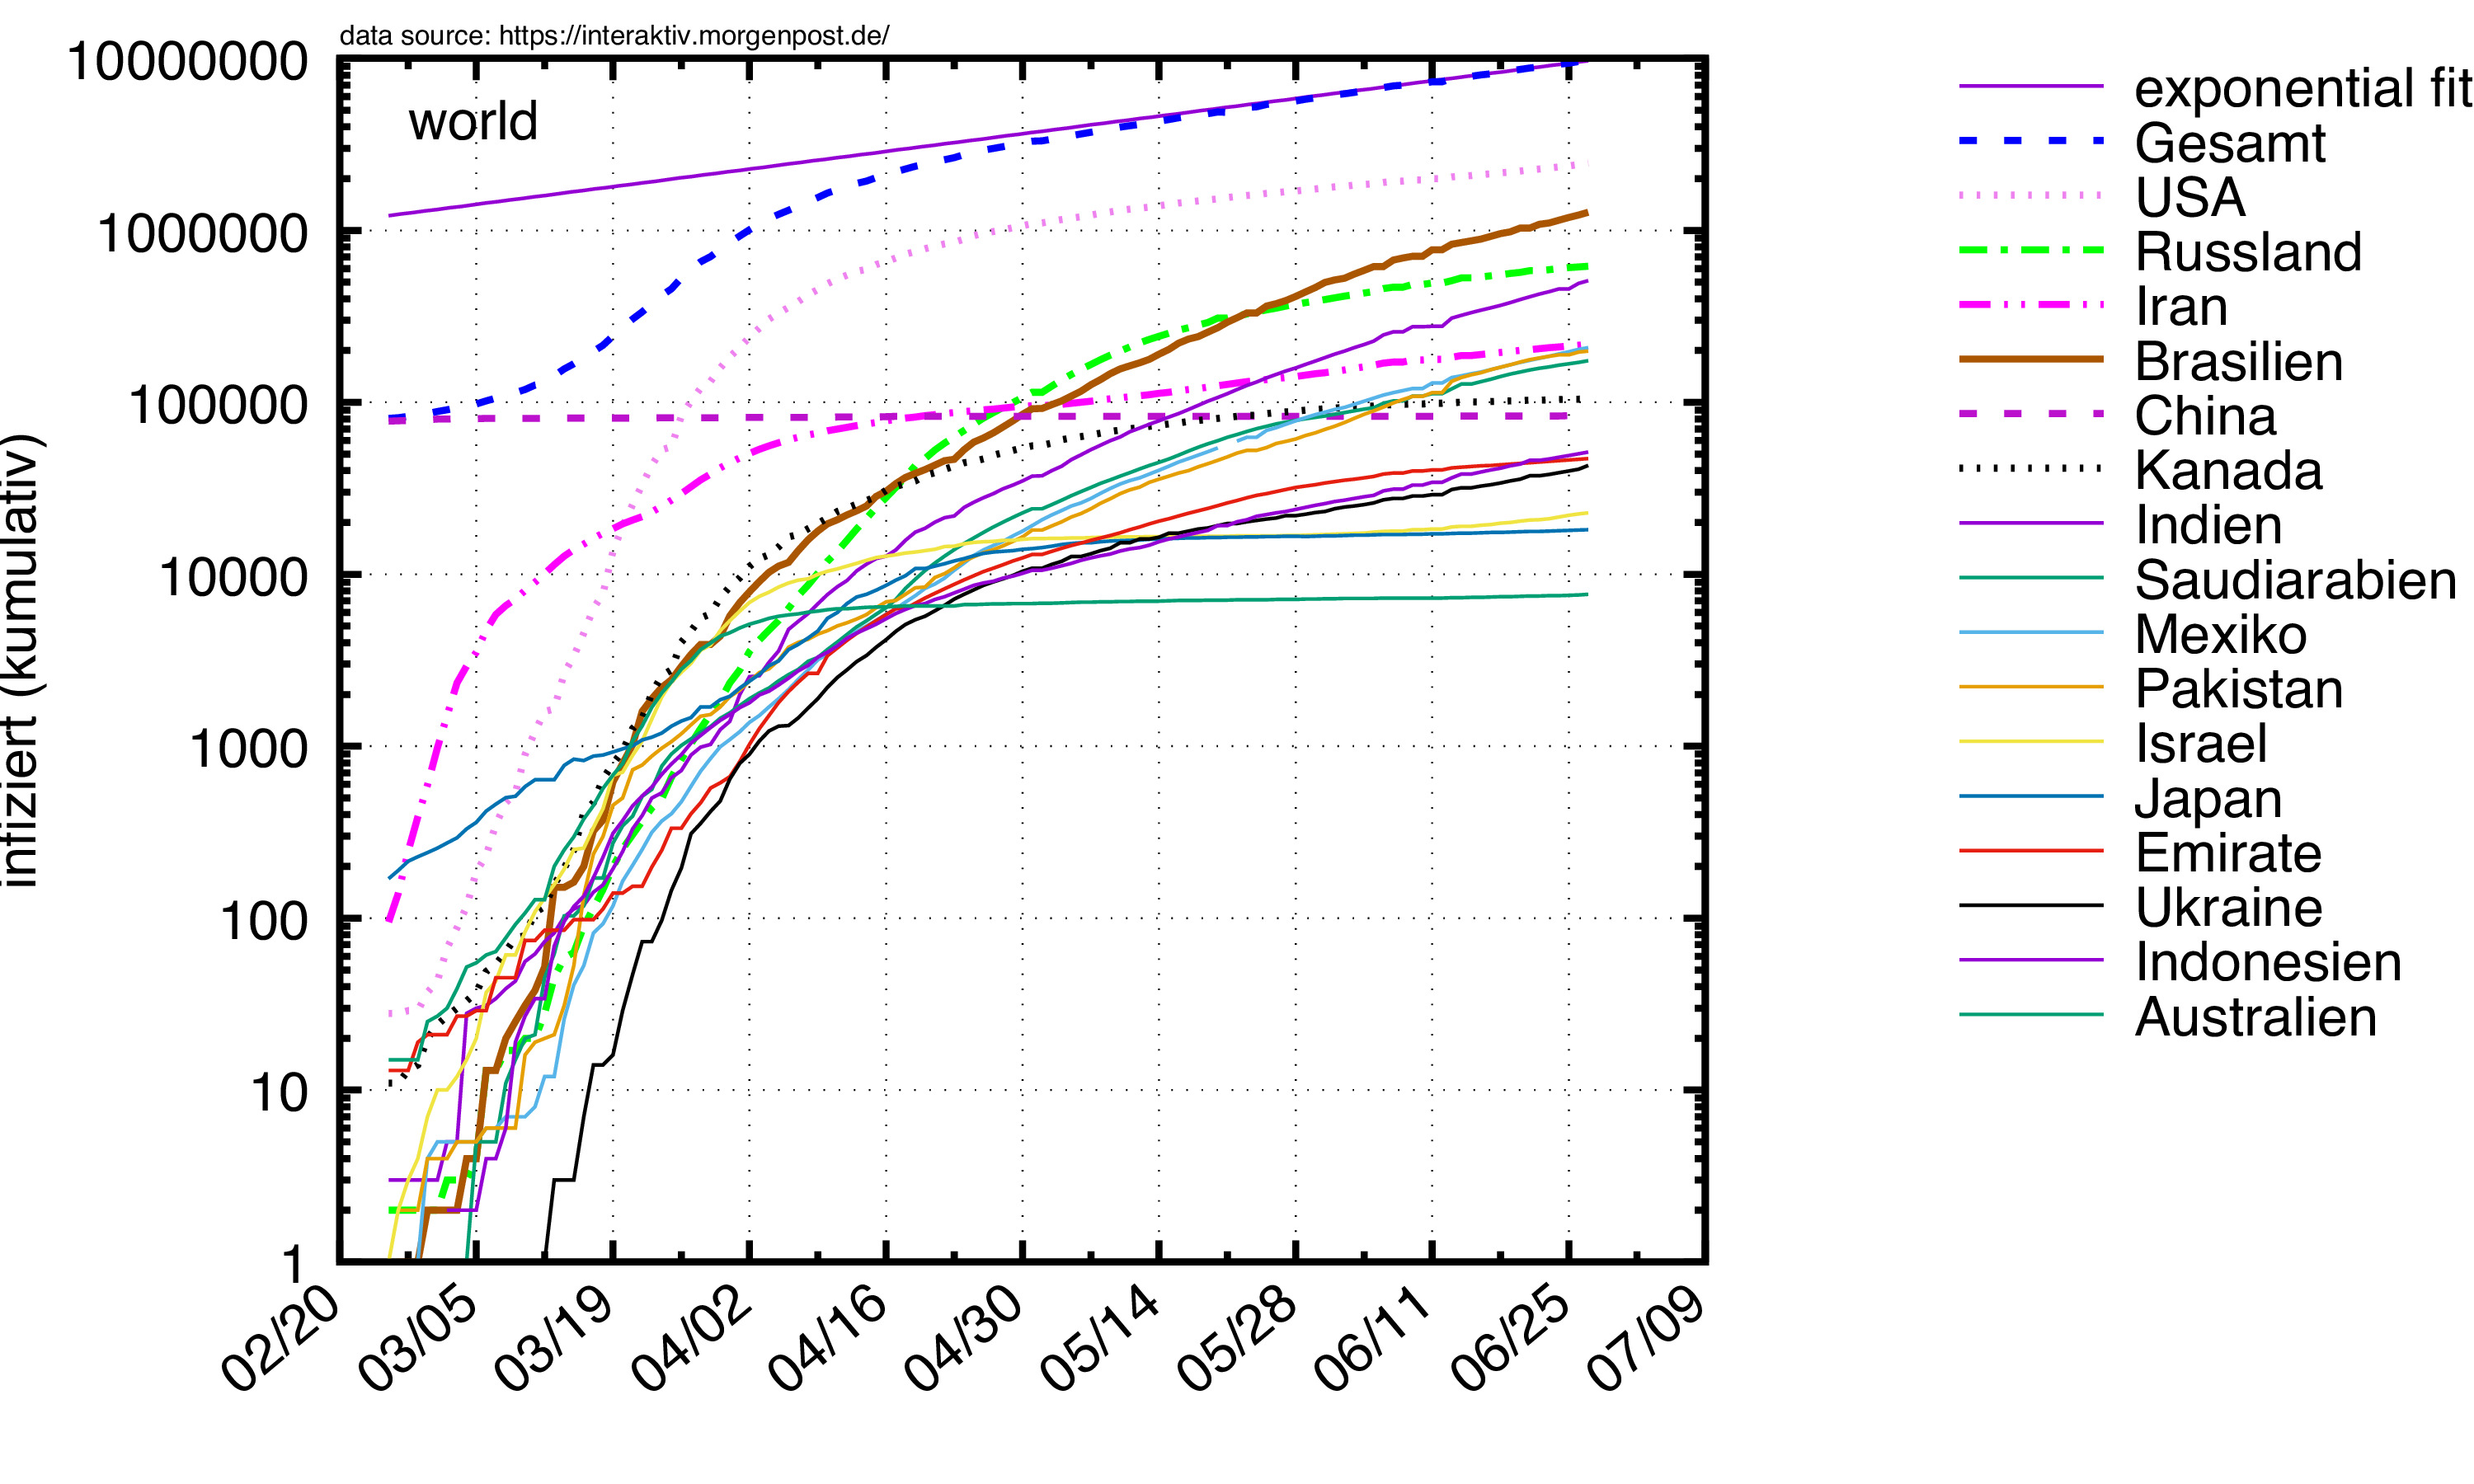 data source: https://interaktiv.morgenpost.de/
world
infiziert (kumulativ)
10000000
1000000
100000
10000
1000
100
10
1
02/20
03/05
03/19
04/02
04/16
04/30
05/14
05/28
06/11
06/25
07/09
exponential fit
Gesamt
USA
Russland
Iran
Brasilien
China
Kanada
Indien
Saudiarabien
Mexiko
Pakistan
Israel
Japan
Emirate
Ukraine
Indonesien
Australien